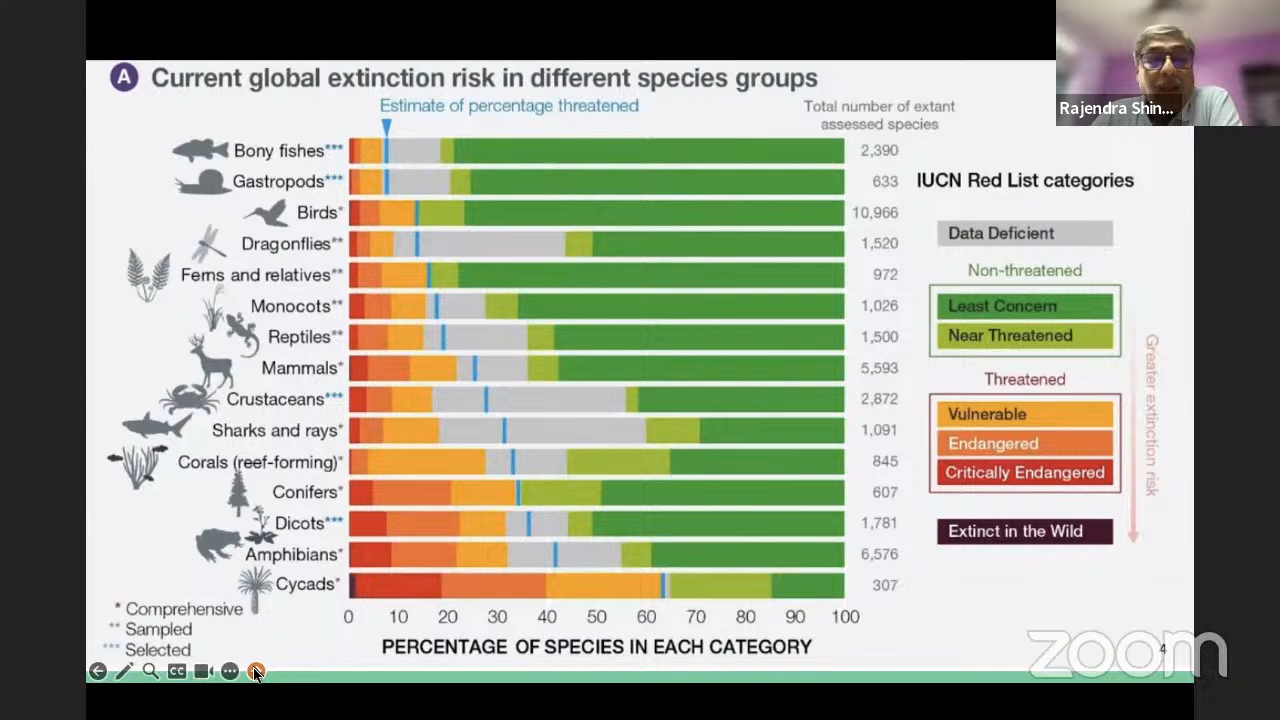 A Current global extinction risk in different species groups
Estimate of percentage threatened
Total number of extant
assessed species
Bony fishes*** 2,390
Gastropods*** 633
Birds* 10,966
Dragonflies** 1,520
Ferns and relatives** 972
Monocots** 1,026
Reptiles** 1,500
Mammals* 5,593
Crustaceans*** 2,872
Sharks and rays* 1,091
Corals (reef-forming)* 845
Conifers* 607
Dicots*** 1,781
Amphibians* 6,576
Cycads* 307
0 10 20 30 40 50 60 70 80 90 100
PERCENTAGE OF SPECIES IN EACH CATEGORY
* Comprehensive
** Sampled
*** Selected
IUCN Red List categories
Data Deficient
Non-threatened
Least Concern
Near Threatened
Threatened
Vulnerable
Endangered
Critically Endangered
Extinct in the Wild
Greater extinction risk
Rajendra Shin...
CC
4
zoom